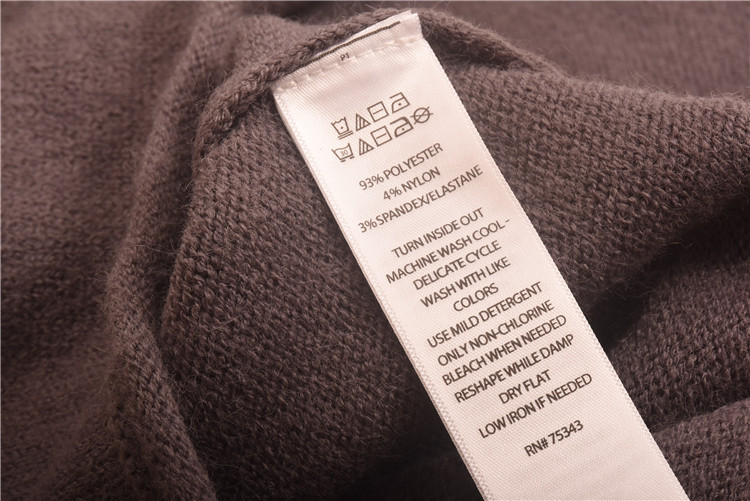 P1
30
93% POLYESTER
4% NYLON
3% SPANDEX/ELASTANE
TURN INSIDE OUT
MACHINE WASH COOL -
DELICATE CYCLE
WASH WITH LIKE
COLORS
USE MILD DETERGENT
ONLY NON-CHLORINE
BLEACH WHEN NEEDED
RESHAPE WHILE DAMP
DRY FLAT
LOW IRON IF NEEDED
RN# 75343